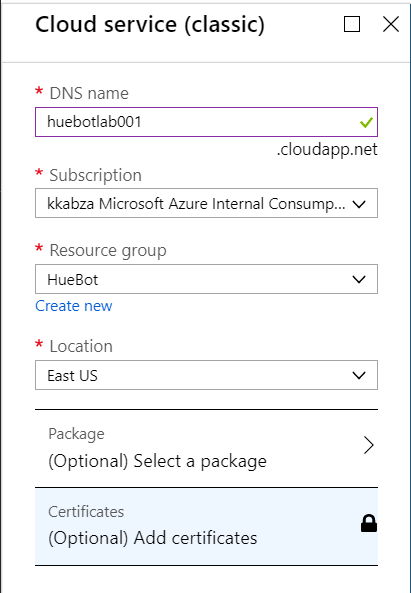 Cloud service (classic)
* DNS name
huebotlab001
.cloudapp.net
* Subscription
kkabza Microsoft Azure Internal Consump...
* Resource group
HueBot
Create new
* Location
East US
Package
(Optional) Select a package
Certificates
(Optional) Add certificates